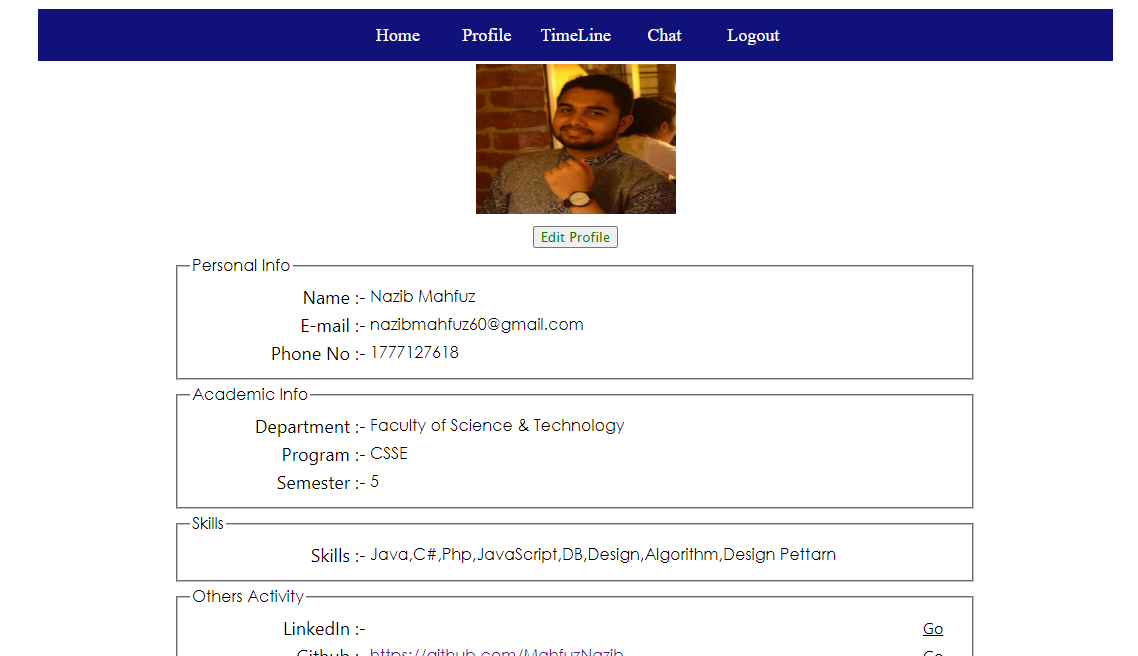 Home Profile TimeLine Chat Logout
Edit Profile
Personal Info
Name :- Nazib Mahfuz
E-mail :- nazibmahfuz60@gmail.com
Phone No :- 1777127618
Academic Info
Department :- Faculty of Science & Technology
Program :- CSSE
Semester :- 5
Skills
Skills :- Java,C#,Php,JavaScript,DB,Design,Algorithm,Design Pettarn
Others Activity
LinkedIn :- Go
Github :- https://github.com/MahfuzNazib Go